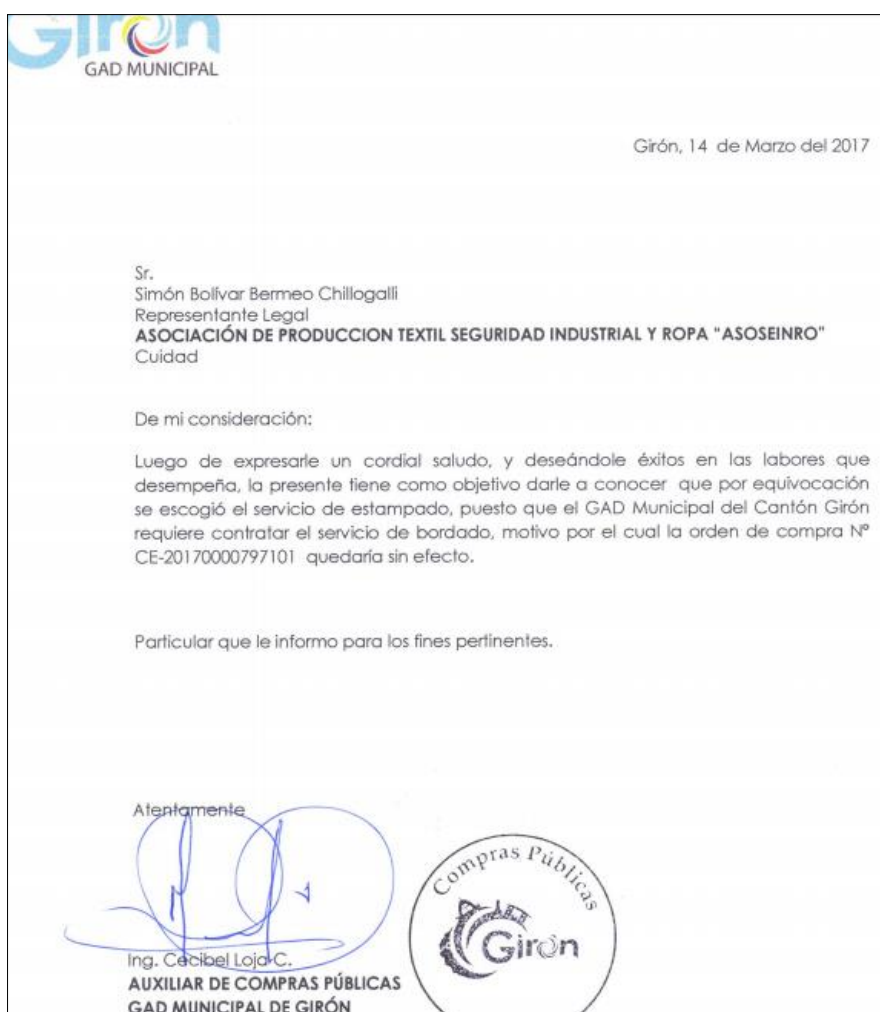 Girón
GAD MUNICIPAL
Girón, 14 de Marzo del 2017
Sr.
Simón Bolívar Bermeo Chillogalli
Representante Legal
ASOCIACIÓN DE PRODUCCION TEXTIL SEGURIDAD INDUSTRIAL Y ROPA "ASOSEINRO"
Cuidad
De mi consideración:
Luego de expresarle un cordial saludo, y deseándole éxitos en las labores que
desempeña, la presente tiene como objetivo darle a conocer que por equivocación
se escogió el servicio de estampado, puesto que el GAD Municipal del Cantón Girón
requiere contratar el servicio de bordado, motivo por el cual la orden de compra Nº
CE-20170000797101 quedaría sin efecto.
Particular que le informo para los fines pertinentes.
Atentamente
Ing. Cecibel Loja C.
AUXILIAR DE COMPRAS PÚBLICAS
GAD MUNICIPAL DE GIRÓN
Compras Públicas
Girón